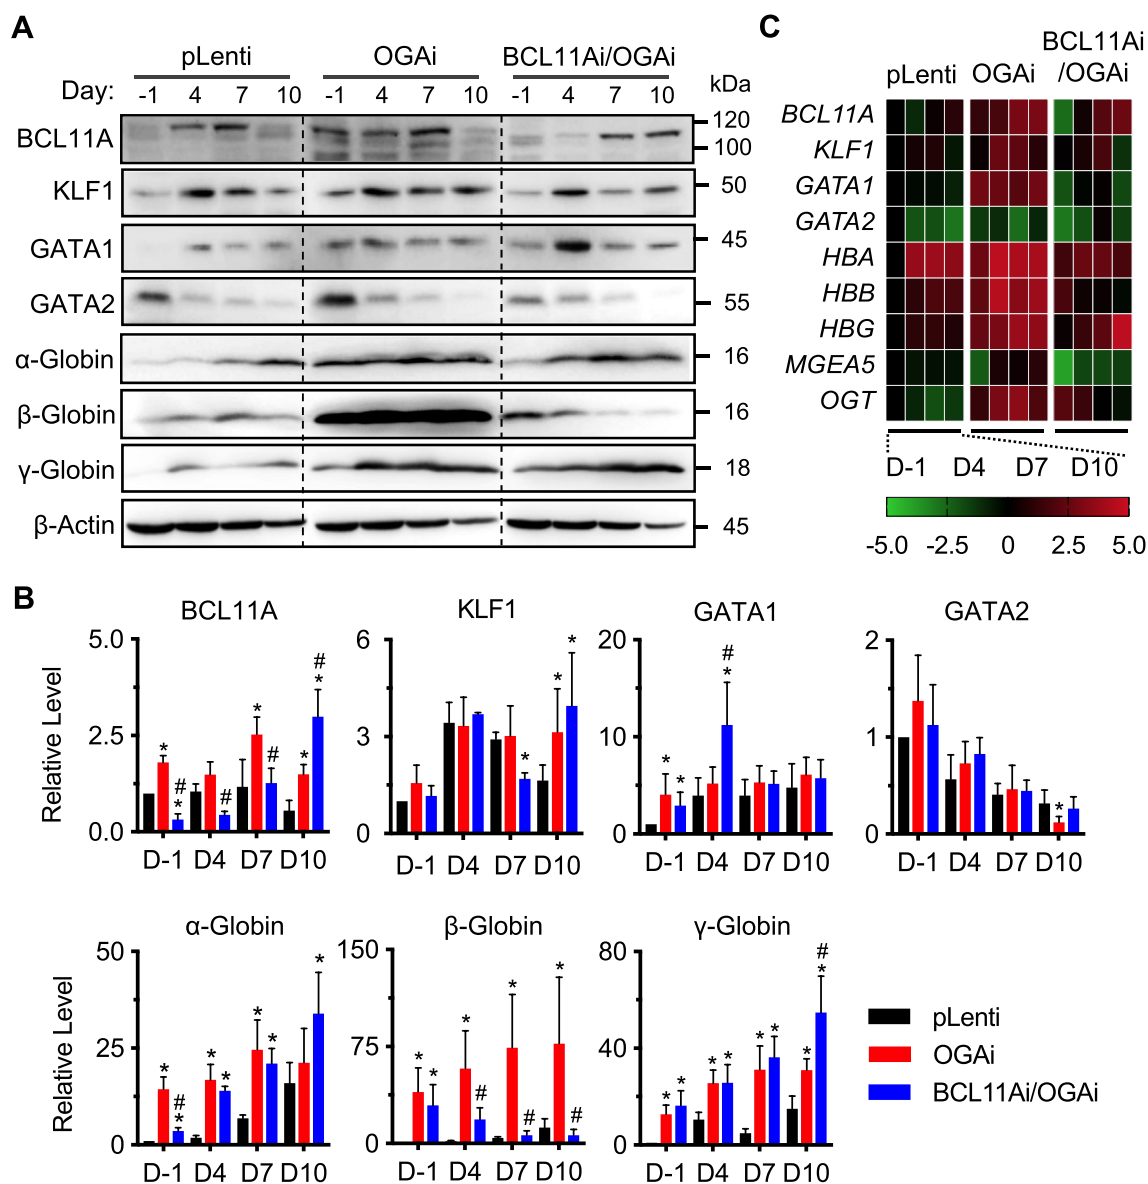 A
pLenti OGAi BCL11Ai/OGAi
Day: -1 4 7 10 -1 4 7 10 -1 4 7 10 kDa
BCL11A 120
100
KLF1 50
GATA1 45
GATA2 55
α-Globin 16
β-Globin 16
γ-Globin 18
β-Actin 45
C
BCL11Ai
pLenti OGAi /OGAi
BCL11A
KLF1
GATA1
GATA2
HBA
HBB
HBG
MGEA5
OGT
D-1 D4 D7 D10
-5.0 -2.5 0 2.5 5.0
B
BCL11A
Relative Level
5.0
2.5
0.0
* # * # * # * # *
D-1 D4 D7 D10
KLF1
6
3
0
* * *
D-1 D4 D7 D10
GATA1
20
10
0
* * # *
D-1 D4 D7 D10
GATA2
2
1
0
*
D-1 D4 D7 D10
α-Globin
Relative Level
50
25
0
* # * * * * * *
D-1 D4 D7 D10
β-Globin
150
75
0
* * * # * # * #
D-1 D4 D7 D10
γ-Globin
80
40
0
* * * * * * * # *
D-1 D4 D7 D10
pLenti
OGAi
BCL11Ai/OGAi